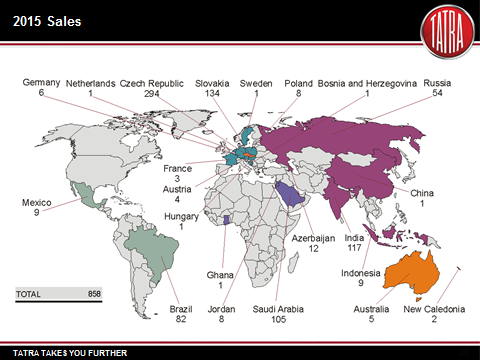 2015 Sales
TATRA
Germany
6
Netherlands
1
Czech Republic
294
Slovakia
134
Sweden
1
Poland
8
Bosnia and Herzegovina
1
Russia
54
France
3
Austria
4
Hungary
1
Mexico
9
China
1
Azerbaijan
12
India
117
Ghana
1
Indonesia
9
Brazil
82
Jordan
8
Saudi Arabia
105
Australia
5
New Caledonia
2
TOTAL 858
TATRA TAKES YOU FURTHER